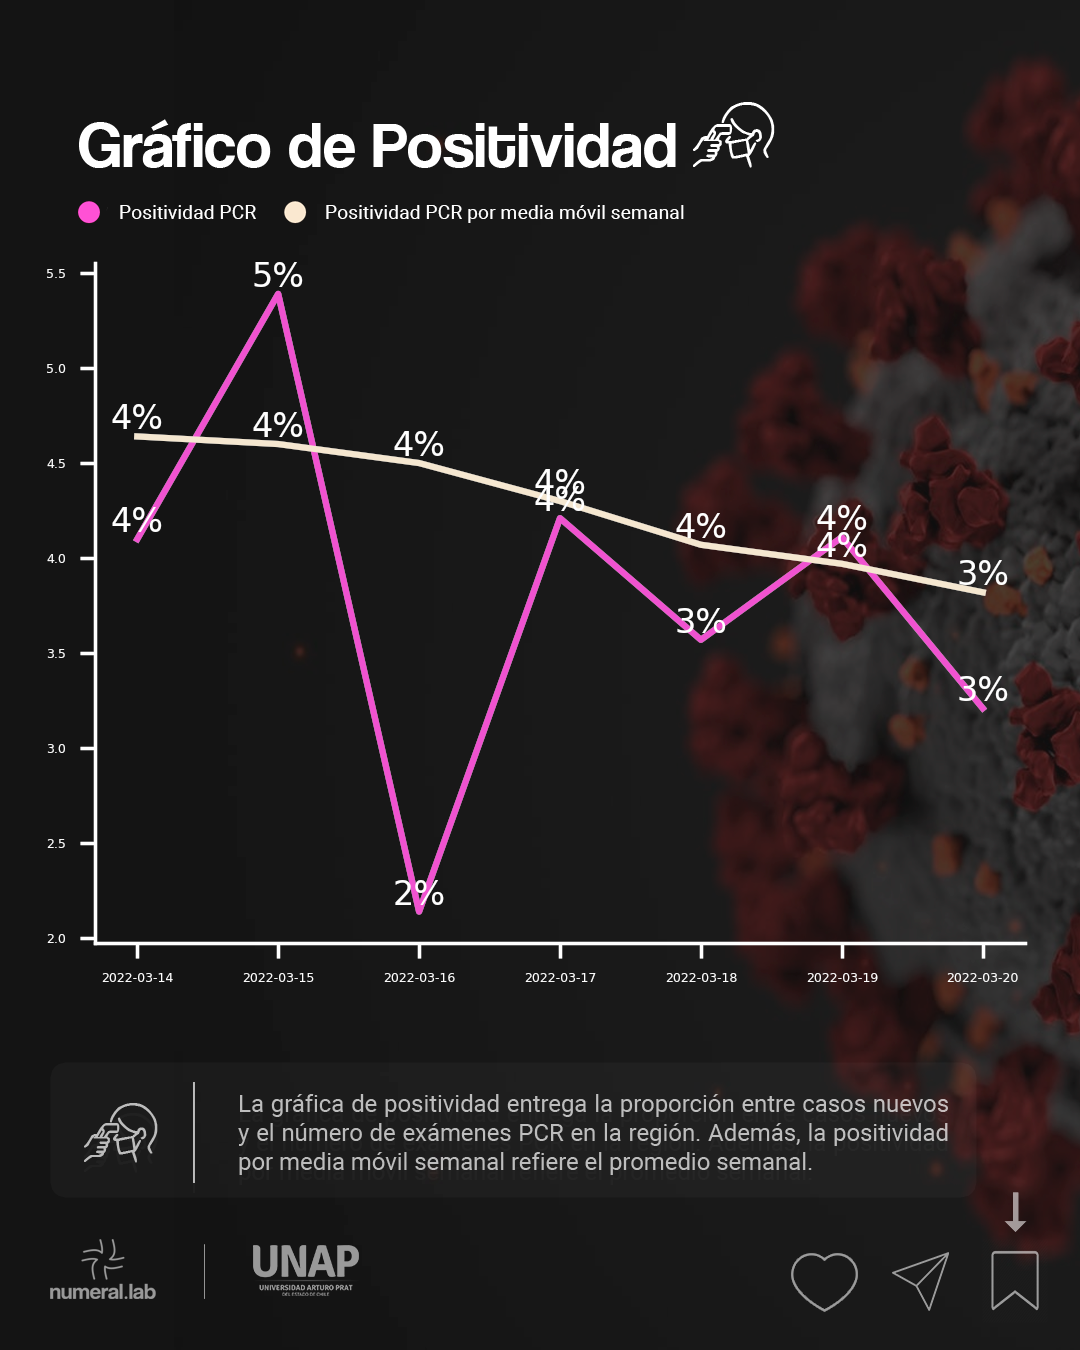 Gráfico de Positividad
Positividad PCR
Positividad PCR por media móvil semanal
5.5
5.0
4.5
4.0
3.5
3.0
2.5
2.0
4%
5%
4%
4%
4%
2%
4%
4%
4%
3%
4%
4%
3%
3%
2022-03-14
2022-03-15
2022-03-16
2022-03-17
2022-03-18
2022-03-19
2022-03-20
La gráfica de positividad entrega la proporción entre casos nuevos
y el número de exámenes PCR en la región. Además, la positividad
por media móvil semanal refiere el promedio semanal.
numeral.lab
UNAP
UNIVERSIDAD ARTURO PRAT
DEL ESTADO DE CHILE